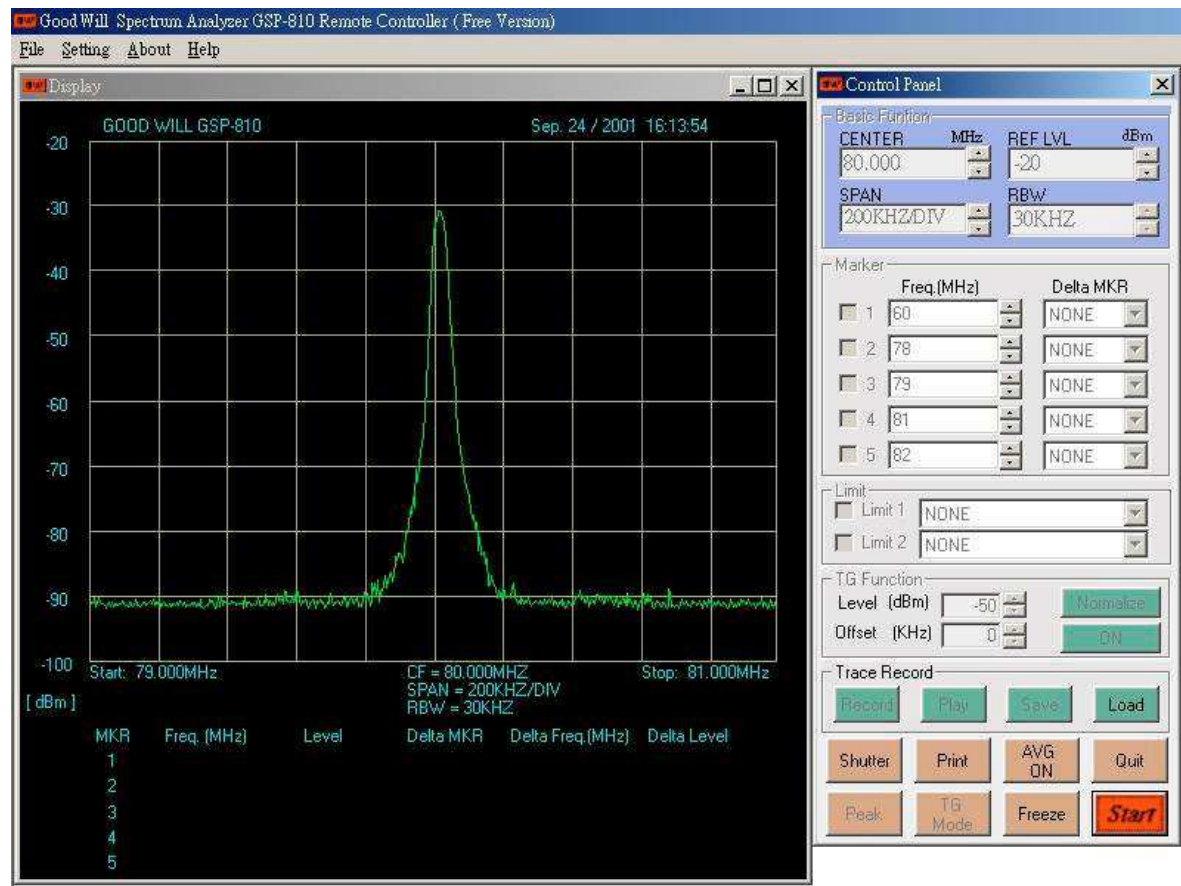 Good Will Spectrum Analyzer GSP-810 Remote Controller ( Free Version)
File Setting About Help
Display
GOOD WILL GSP-810 Sep. 24 / 2001 16:13:54
-20
-30
-40
-50
-60
-70
-80
-90
-100
[ dBm ]
Start: 79.000MHz CF = 80.000MHZ Stop: 81.000MHz
SPAN = 200KHZ/DIV
RBW = 30KHZ
MKR Freq. (MHz) Level Delta MKR Delta Freq.(MHz) Delta Level
1
2
3
4
5
Control Panel
Basic Funtion
CENTER MHz REF LVL dBm
80.000 -20
SPAN RBW
200KHZ/DIV 30KHZ
Marker
Freq.(MHz) Delta MKR
1 60 NONE
2 78 NONE
3 79 NONE
4 81 NONE
5 82 NONE
Limit
Limit 1 NONE
Limit 2 NONE
TG Function
Level (dBm) -50 Normalize
Offset (KHz) 0 ON
Trace Record
Record Play Save Load
Shutter Print AVG ON Quit
Peak TG Mode Freeze Start